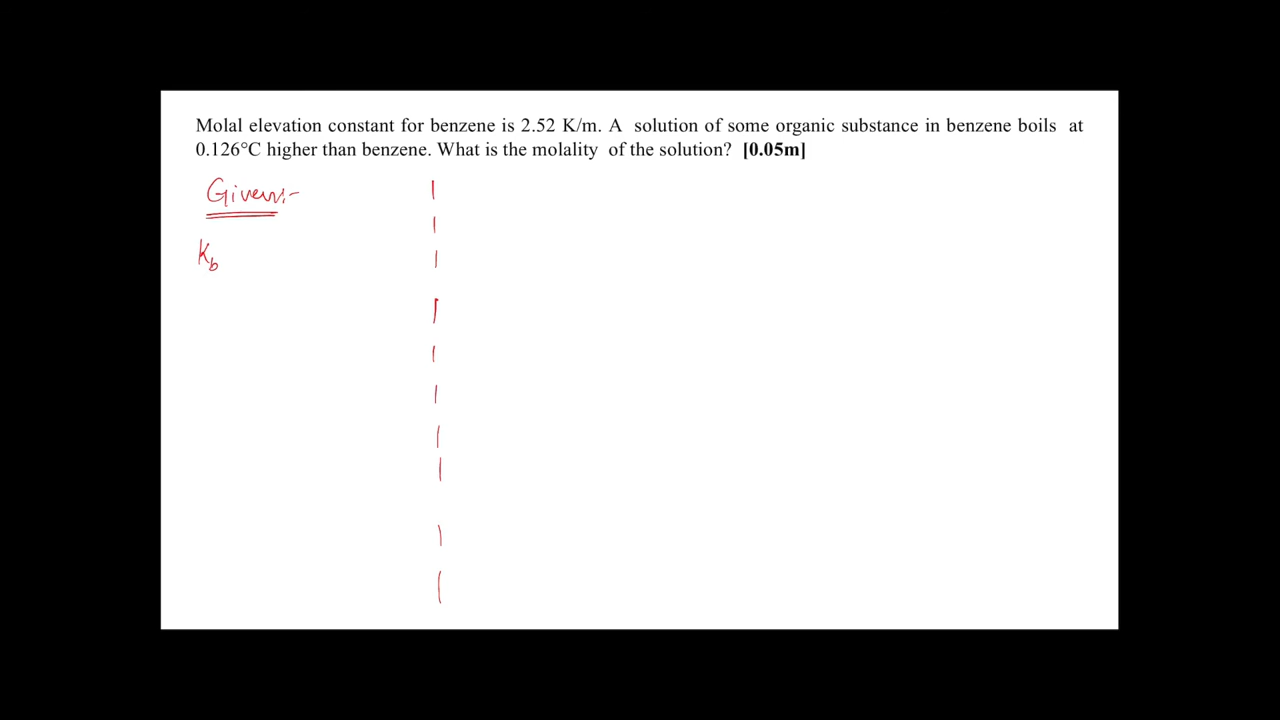 Molal elevation constant for benzene is 2.52 K/m. A solution of some organic substance in benzene boils at
0.126°C higher than benzene. What is the molality of the solution? [0.05m]
Given:-
K_b